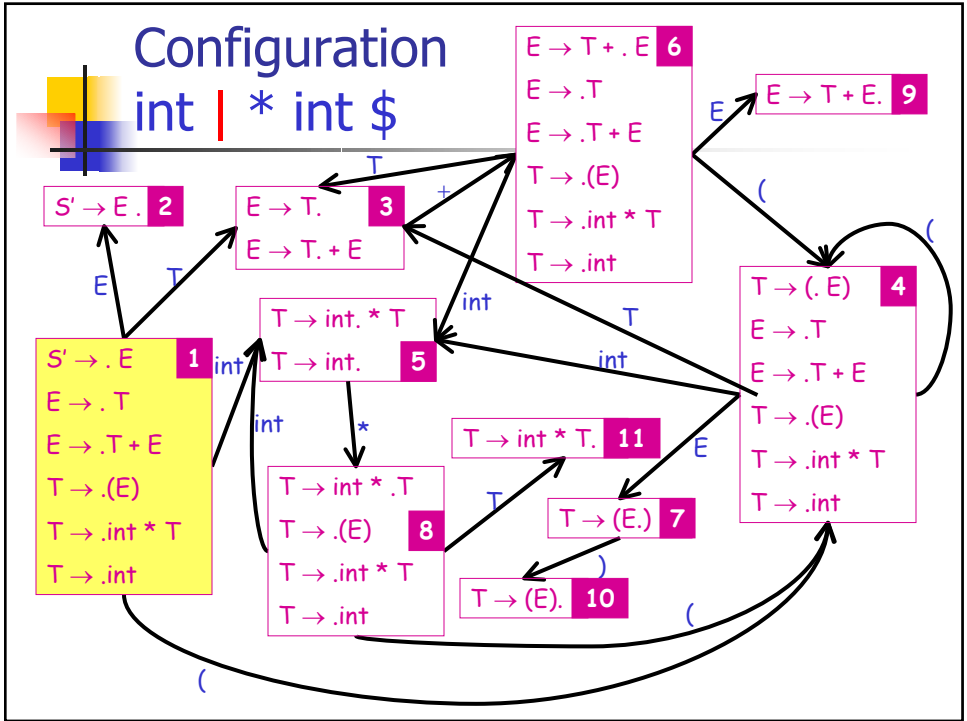 Configuration
int | * int $
E → T + . E 6
E → .T
E → .T + E
T → .(E)
T → .int * T
T → .int
E → T + E. 9
E
T
+
(
(
S' → E . 2
E → T. 3
E → T. + E
E
T
int
T
T → (. E) 4
E → .T
E → .T + E
T → .(E)
T → .int * T
T → .int
T → int. * T
T → int. 5
int
S' → . E 1
E → . T
E → .T + E
T → .(E)
T → .int * T
T → .int
int
int
*
T → int * T. 11
E
T → int * .T
T → .(E) 8
T → .int * T
T → .int
T
T → (E.) 7
)
T → (E). 10
(
(